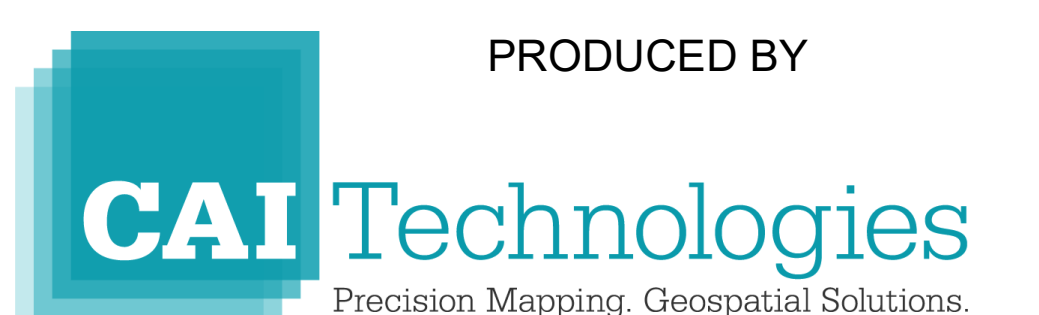 PRODUCED BY
CAI Technologies
Precision Mapping. Geospatial Solutions.